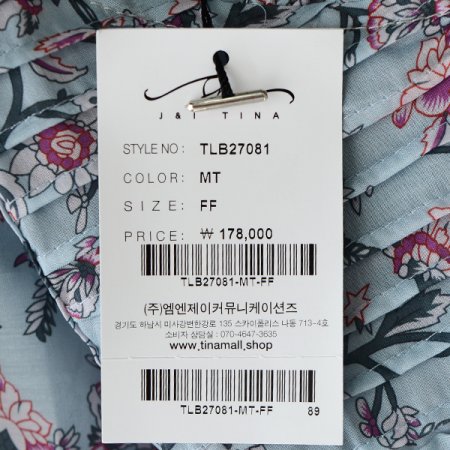 J & I TINA
STYLE NO : TLB27081
COLOR: MT
SIZE: FF
PRICE: ₩ 178,000
TLB27081-MT-FF
(주)엠엔제이커뮤니케이션즈
경기도 하남시 미사강변한강로 135 스카이폴리스 나동 713-4호
소비자 상담실 : 070-4647-3635
www.tinamall.shop
TLB27081-MT-FF 89